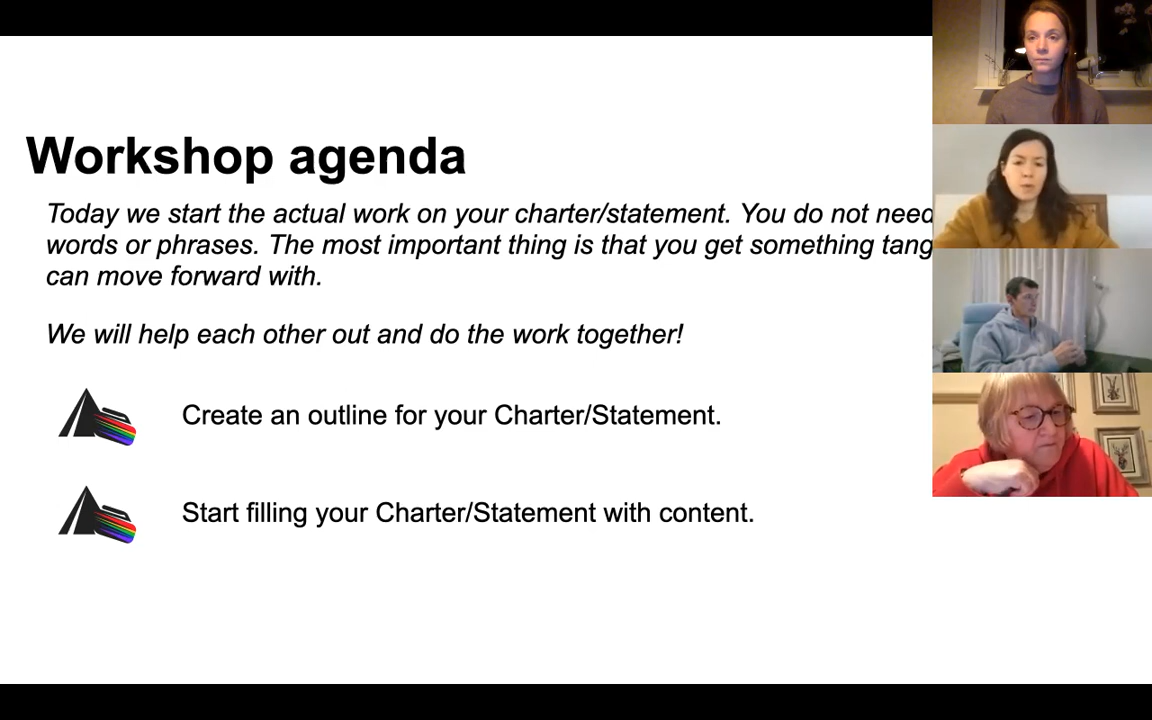 Workshop agenda
Today we start the actual work on your charter/statement. You do not need
words or phrases. The most important thing is that you get something tang
can move forward with.
We will help each other out and do the work together!
Create an outline for your Charter/Statement.
Start filling your Charter/Statement with content.